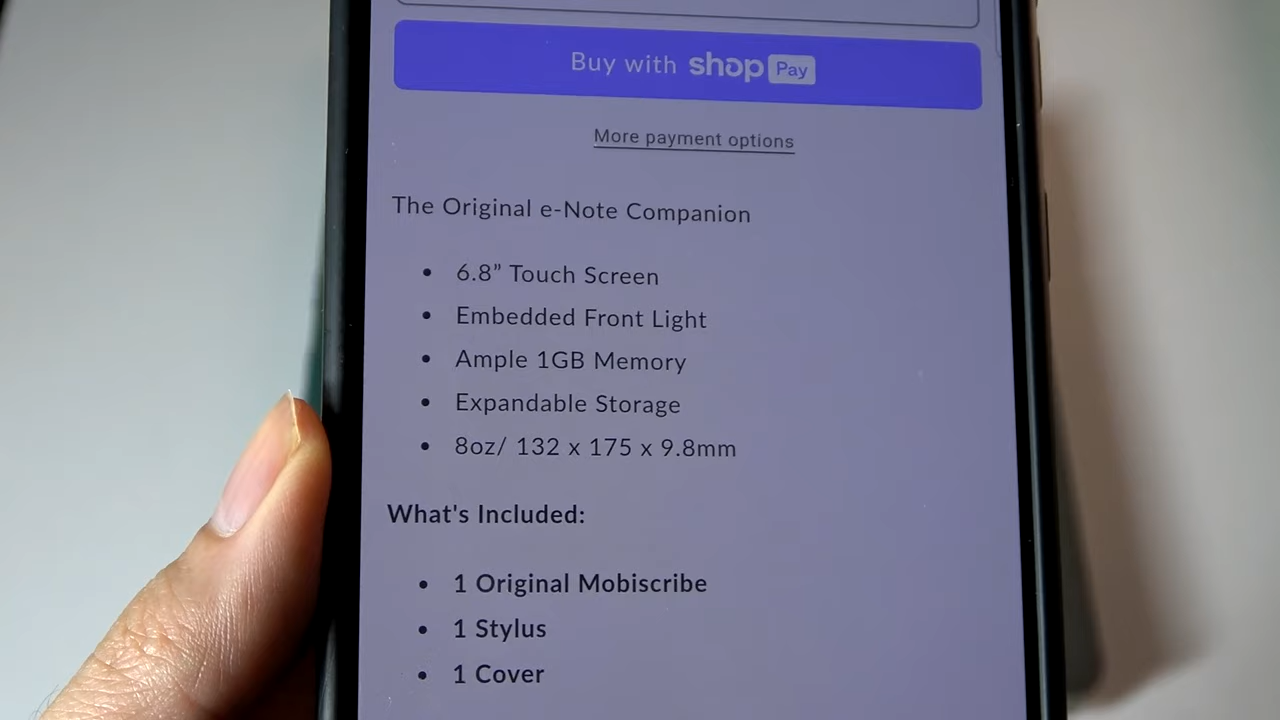 Buy with shop Pay
More payment options
The Original e-Note Companion
• 6.8” Touch Screen
• Embedded Front Light
• Ample 1GB Memory
• Expandable Storage
• 8oz/ 132 x 175 x 9.8mm
What's Included:
• 1 Original Mobiscribe
• 1 Stylus
• 1 Cover